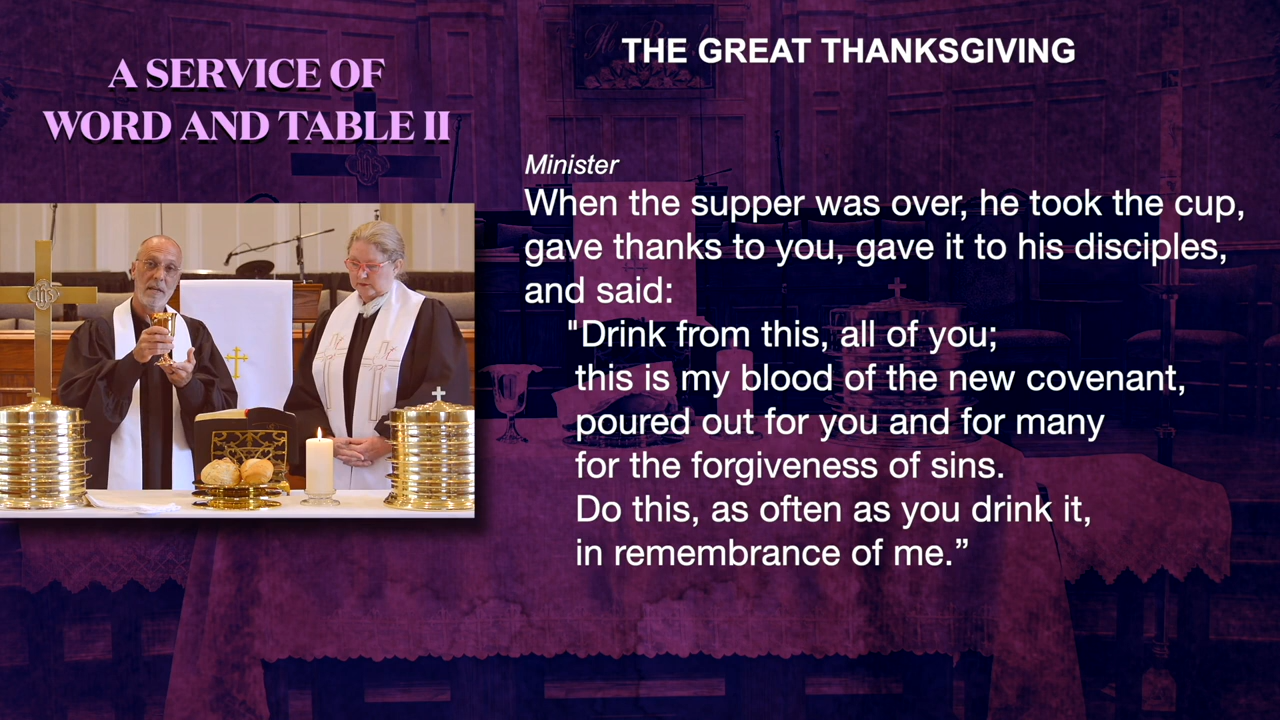 A SERVICE OF
WORD AND TABLE II
THE GREAT THANKSGIVING
Minister
When the supper was over, he took the cup,
gave thanks to you, gave it to his disciples,
and said:
"Drink from this, all of you;
this is my blood of the new covenant,
poured out for you and for many
for the forgiveness of sins.
Do this, as often as you drink it,
in remembrance of me.”
IHS